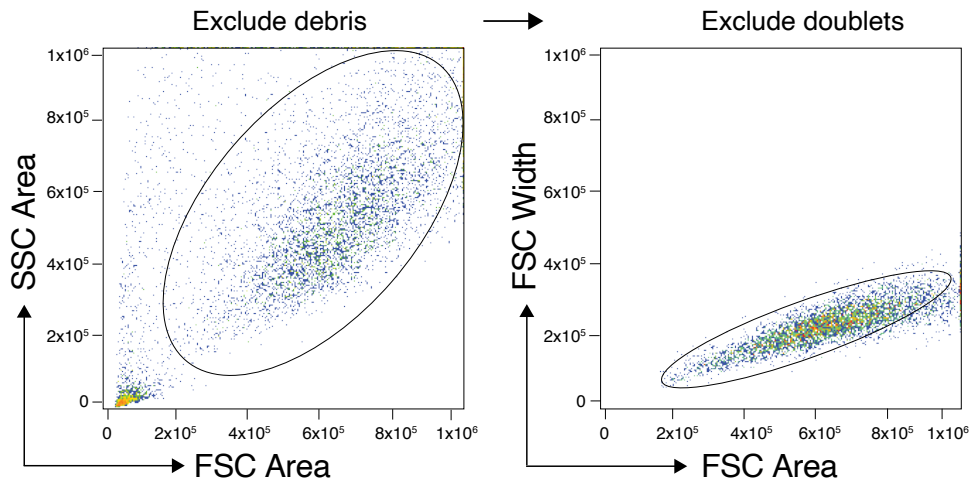 Exclude debris
Exclude doublets
SSC Area
1x10⁶
8x10⁵
6x10⁵
4x10⁵
2x10⁵
0
0 2x10⁵ 4x10⁵ 6x10⁵ 8x10⁵ 1x10⁶
FSC Area
FSC Width
1x10⁶
8x10⁵
6x10⁵
4x10⁵
2x10⁵
0
0 2x10⁵ 4x10⁵ 6x10⁵ 8x10⁵ 1x10⁶
FSC Area